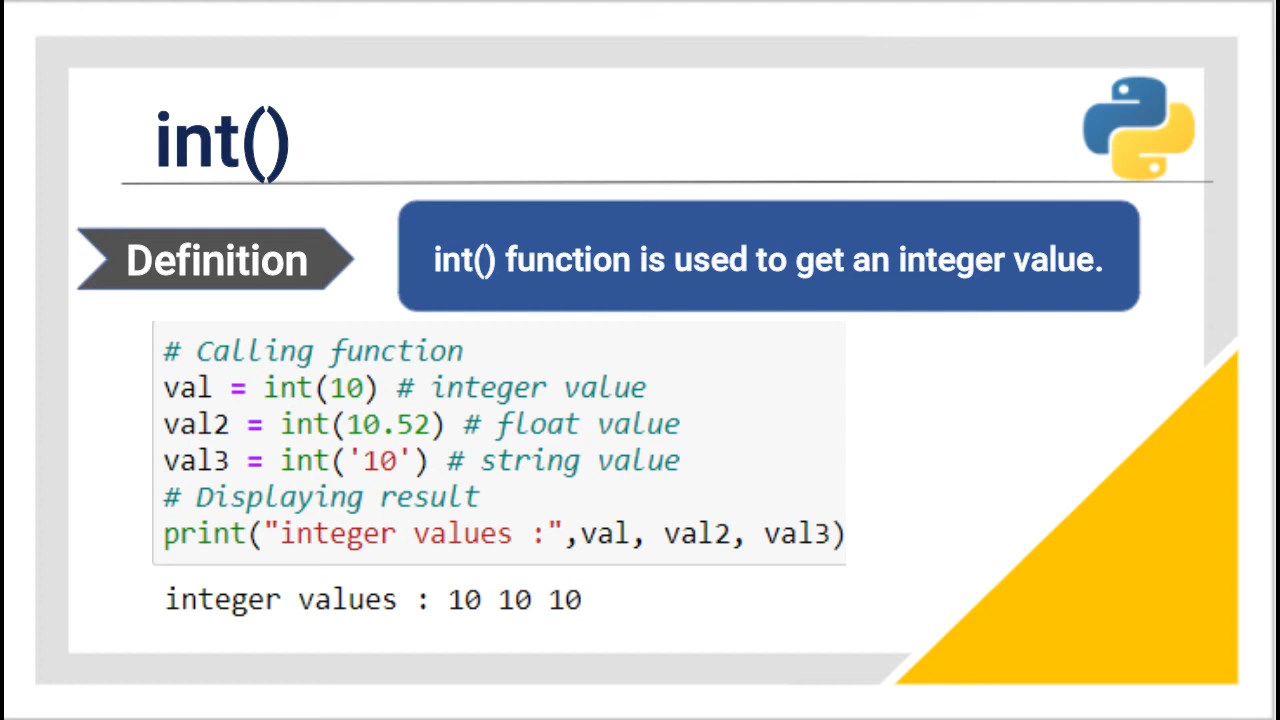 int()
Definition
int() function is used to get an integer value.
# Calling function
val = int(10) # integer value
val2 = int(10.52) # float value
val3 = int('10') # string value
# Displaying result
print("integer values :",val, val2, val3)
integer values : 10 10 10